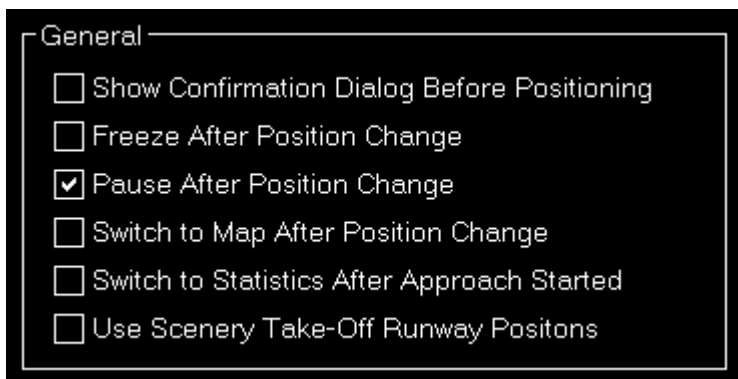 General
Show Confirmation Dialog Before Positioning
Freeze After Position Change
Pause After Position Change
Switch to Map After Position Change
Switch to Statistics After Approach Started
Use Scenery Take-Off Runway Positons